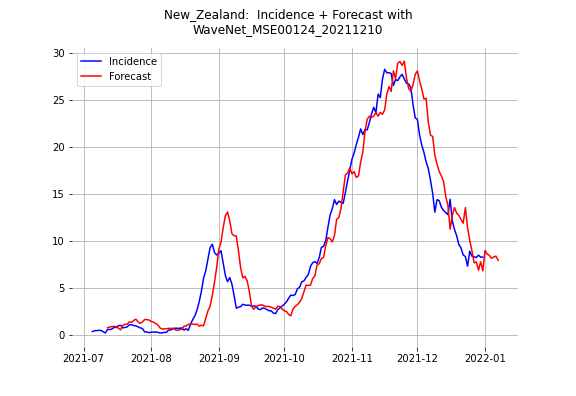 New_Zealand:  Incidence + Forecast with
WaveNet_MSE00124_20211210
Incidence
Forecast
30
25
20
15
10
5
0
2021-07 2021-08 2021-09 2021-10 2021-11 2021-12 2022-01